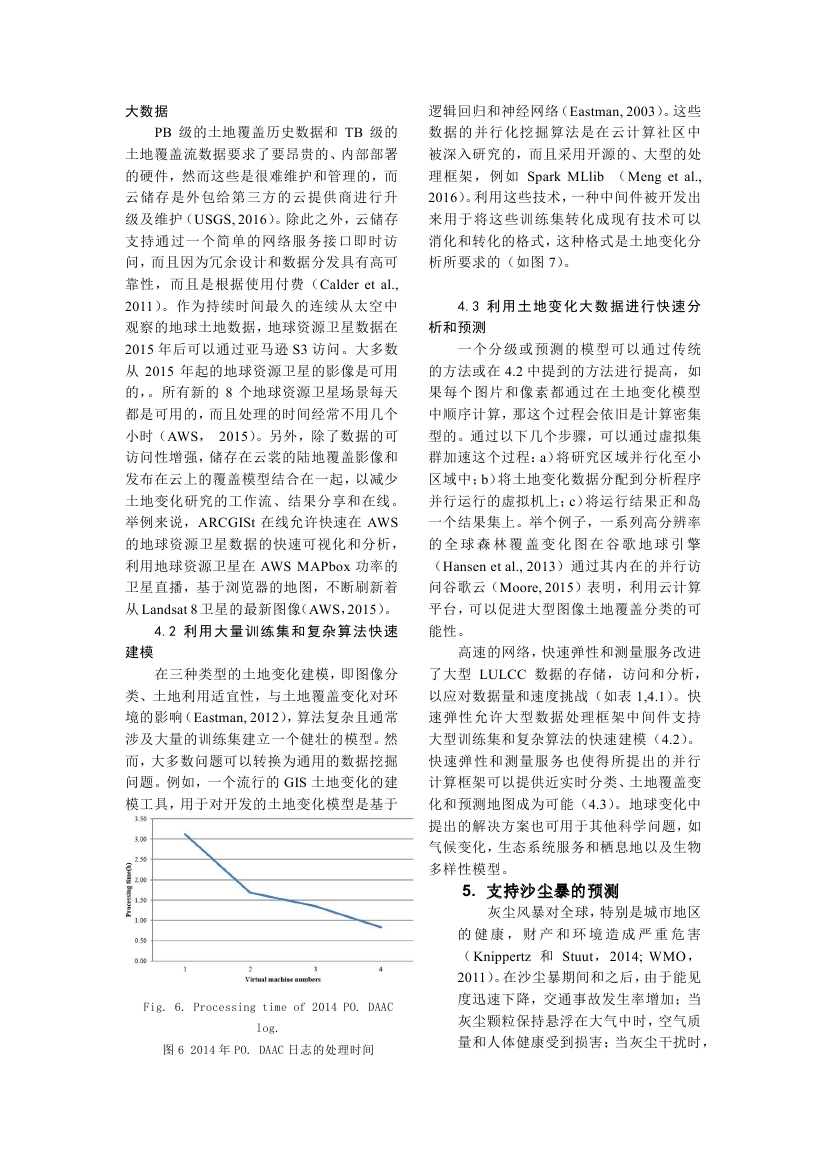 大数据
PB 级的土地覆盖历史数据和 TB 级的
土地覆盖流数据要求了要昂贵的、内部部署
的硬件，然而这些是很难维护和管理的，而
云储存是外包给第三方的云提供商进行升
级及维护（USGS, 2016）。除此之外，云储存
支持通过一个简单的网络服务接口即时访
问，而且因为冗余设计和数据分发具有高可
靠性，而且是根据使用付费（Calder et al.,
2011）。作为持续时间最久的连续从太空中
观察的地球土地数据，地球资源卫星数据在
2015 年后可以通过亚马逊 S3 访问。大多数
从 2015 年起的地球资源卫星的影像是可用
的，。所有新的 8 个地球资源卫星场景每天
都是可用的，而且处理的时间经常不用几个
小时（AWS， 2015）。另外，除了数据的可
访问性增强，储存在云裳的陆地覆盖影像和
发布在云上的覆盖模型结合在一起，以减少
土地变化研究的工作流、结果分享和在线。
举例来说，ARCGISt 在线允许快速在 AWS
的地球资源卫星数据的快速可视化和分析，
利用地球资源卫星在 AWS MAPbox 功率的
卫星直播，基于浏览器的地图，不断刷新着
从 Landsat 8 卫星的最新图像（AWS，2015）。
4.2 利用大量训练集和复杂算法快速
建模
在三种类型的土地变化建模，即图像分
类、土地利用适宜性，与土地覆盖变化对环
境的影响（Eastman, 2012），算法复杂且通常
涉及大量的训练集建立一个健壮的模型。然
而，大多数问题可以转换为通用的数据挖掘
问题。例如，一个流行的 GIS 土地变化的建
模工具，用于对开发的土地变化模型是基于
3.50
3.00
2.50
2.00
1.50
1.00
0.50
0.00
Processing time(h)
1 2 3 4
Virtual machine numbers
Fig. 6. Processing time of 2014 PO. DAAC
log.
图 6 2014 年 PO. DAAC 日志的处理时间
逻辑回归和神经网络（Eastman, 2003）。这些
数据的并行化挖掘算法是在云计算社区中
被深入研究的，而且采用开源的、大型的处
理框架，例如 Spark MLlib （Meng et al.,
2016）。利用这些技术，一种中间件被开发出
来用于将这些训练集转化成现有技术可以
消化和转化的格式，这种格式是土地变化分
析所要求的（如图 7）。
4.3 利用土地变化大数据进行快速分
析和预测
一个分级或预测的模型可以通过传统
的方法或在 4.2 中提到的方法进行提高，如
果每个图片和像素都通过在土地变化模型
中顺序计算，那这个过程会依旧是计算密集
型的。通过以下几个步骤，可以通过虚拟集
群加速这个过程：a）将研究区域并行化至小
区域中；b）将土地变化数据分配到分析程序
并行运行的虚拟机上；c）将运行结果正和岛
一个结果集上。举个例子，一系列高分辨率
的全球森林覆盖变化图在谷歌地球引擎
（Hansen et al., 2013）通过其内在的并行访
问谷歌云（Moore, 2015）表明，利用云计算
平台，可以促进大型图像土地覆盖分类的可
能性。
高速的网络，快速弹性和测量服务改进
了大型 LULCC 数据的存储，访问和分析，
以应对数据量和速度挑战（如表 1,4.1）。快
速弹性允许大型数据处理框架中间件支持
大型训练集和复杂算法的快速建模（4.2）。
快速弹性和测量服务也使得所提出的并行
计算框架可以提供近实时分类、土地覆盖变
化和预测地图成为可能（4.3）。地球变化中
提出的解决方案也可用于其他科学问题，如
气候变化，生态系统服务和栖息地以及生物
多样性模型。
5. 支持沙尘暴的预测
灰尘风暴对全球，特别是城市地区
的健康，财产和环境造成严重危害
（Knippertz 和 Stuut，2014; WMO，
2011）。在沙尘暴期间和之后，由于能见
度迅速下降，交通事故发生率增加；当
灰尘颗粒保持悬浮在大气中时，空气质
量和人体健康受到损害；当灰尘干扰时，